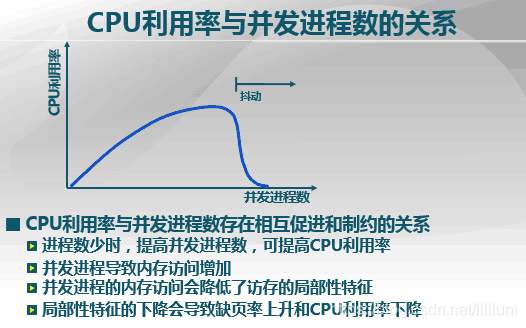 CPU利用率与并发进程数的关系
CPU利用率
抖动
并发进程数
CPU利用率与并发进程数存在相互促进和制约的关系
进程数少时，提高并发进程数，可提高CPU利用率
并发进程导致内存访问增加
并发进程的内存访问会降低了访存的局部性特征
局部性特征的下降会导致缺页率上升和CPU利用率下降